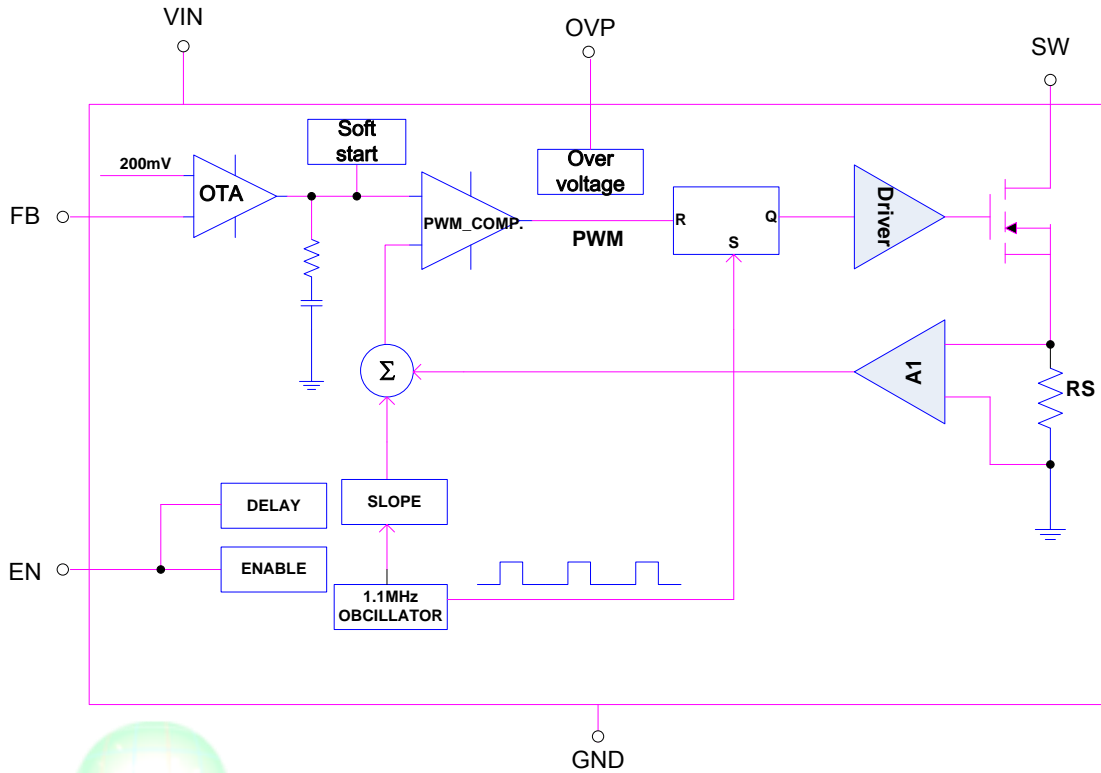 VIN
OVP
SW
Soft
start
200mV
OTA
Over
voltage
FB
PWM_COMP.
PWM
R
Q
S
Driver
Σ
A1
RS
DELAY
SLOPE
EN
ENABLE
1.1MHz
OBCILLATOR
GND